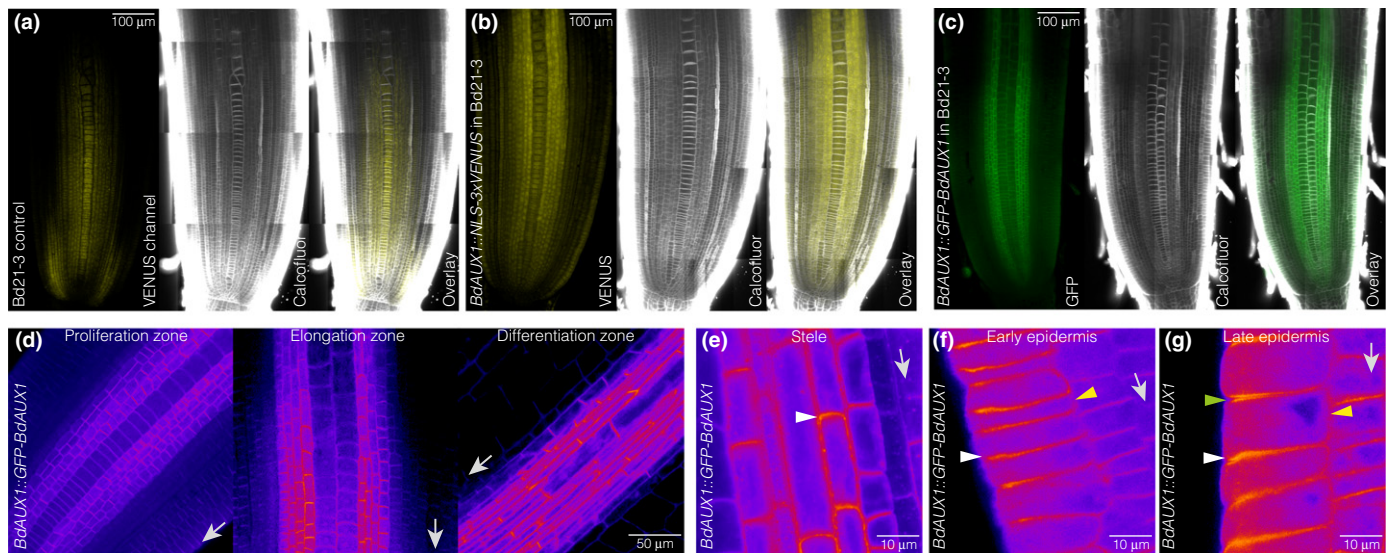 (a)
100 µm
Bd21-3 control
VENUS channel
Calcofluor
Overlay
(b)
100 µm
BdAUX1::NLS-3xVENUS in Bd21-3
VENUS
Calcofluor
Overlay
(c)
100 µm
BdAUX1::GFP-BdAUX1 in Bd21-3
GFP
Calcofluor
Overlay
(d)
Proliferation zone
Elongation zone
Differentiation zone
BdAUX1::GFP-BdAUX1
50 µm
(e)
Stele
BdAUX1::GFP-BdAUX1
10 µm
(f)
Early epidermis
BdAUX1::GFP-BdAUX1
10 µm
(g)
Late epidermis
BdAUX1::GFP-BdAUX1
10 µm